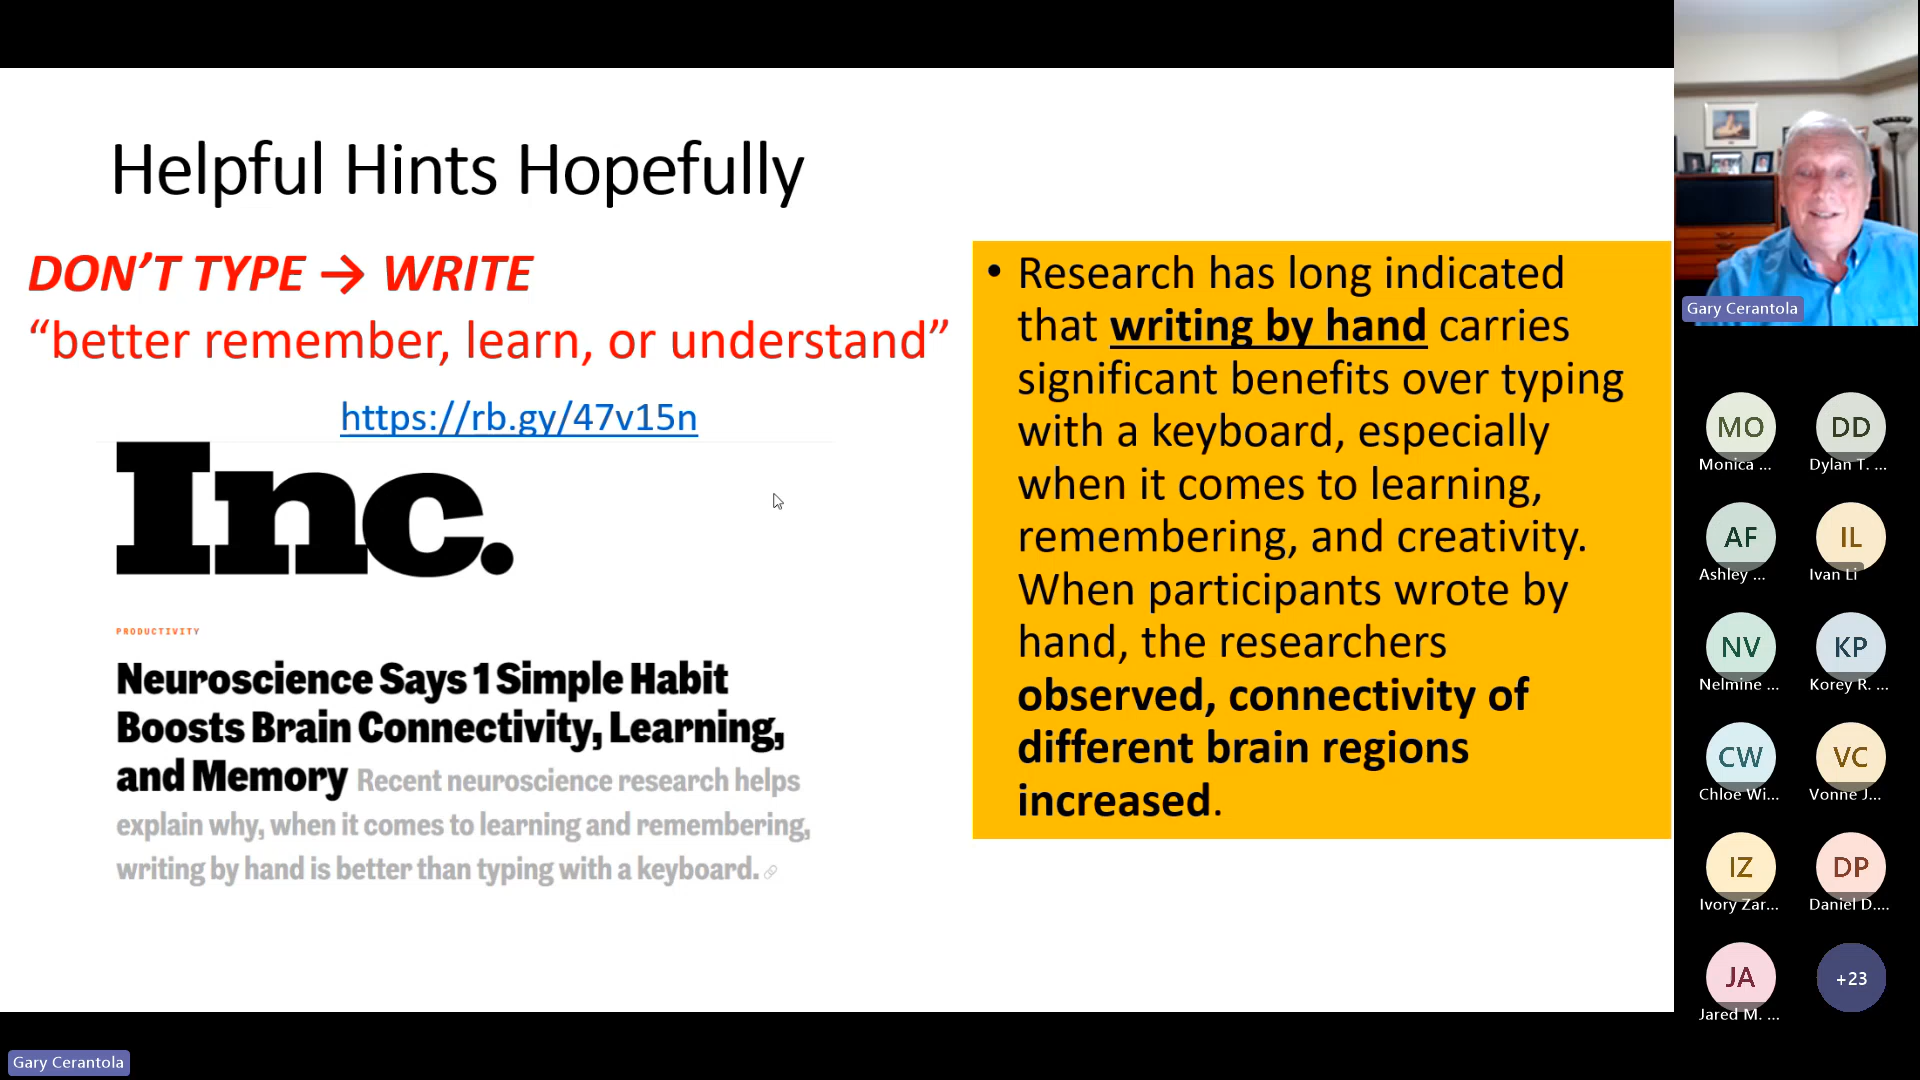 Helpful Hints Hopefully
DON’T TYPE → WRITE
“better remember, learn, or understand”
https://rb.gy/47v15n
Inc.
PRODUCTIVITY
Neuroscience Says 1 Simple Habit
Boosts Brain Connectivity, Learning,
and Memory Recent neuroscience research helps
explain why, when it comes to learning and remembering,
writing by hand is better than typing with a keyboard.
• Research has long indicated
that writing by hand carries
significant benefits over typing
with a keyboard, especially
when it comes to learning,
remembering, and creativity.
When participants wrote by
hand, the researchers
observed, connectivity of
different brain regions
increased.
Gary Cerantola
MO
Monica ...
DD
Dylan T. ...
AF
Ashley ...
IL
Ivan Li
NV
Nelmine ...
KP
Korey R. ...
CW
Chloe Wi...
VC
Vonne J...
IZ
Ivory Zar...
DP
Daniel D....
JA
Jared M. ...
+23
Gary Cerantola